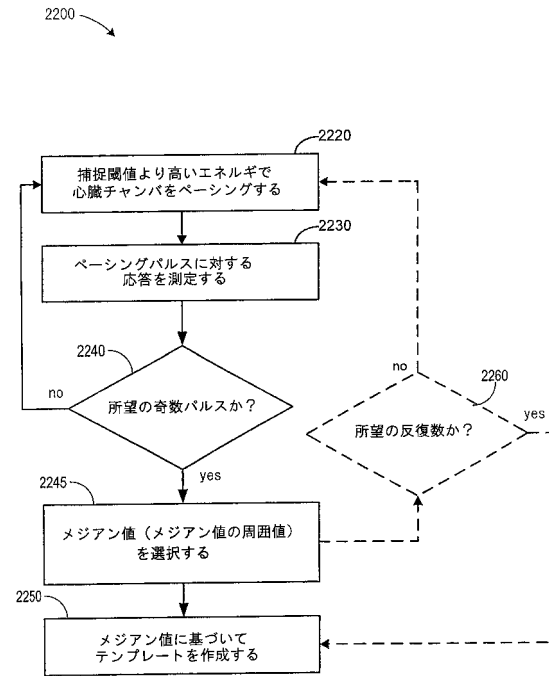 2200
2220
捕捉閾値より高いエネルギで
心臓チャンバをペーシングする
2230
ペーシングパルスに対する
応答を測定する
2240
no
所望の奇数パルスか？
yes
no
2260
yes
所望の反復数か？
2245
メジアン値（メジアン値の周囲値）
を選択する
2250
メジアン値に基づいて
テンプレートを作成する